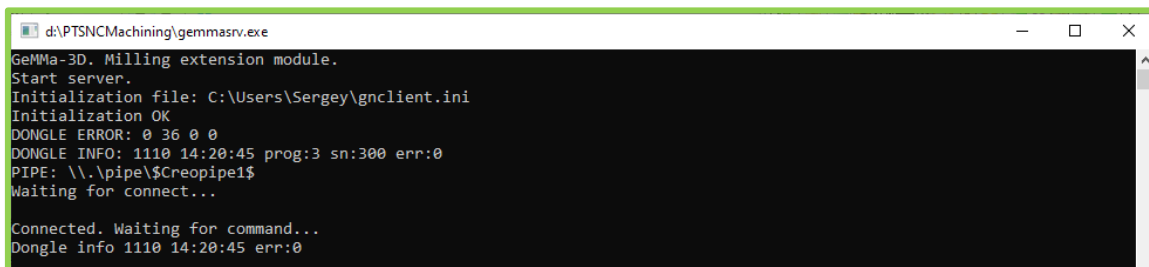 d:\PTSNCMachining\gemmasrv.exe
GeMMa-3D. Milling extension module.
Start server.
Initialization file: C:\Users\Sergey\gnclient.ini
Initialization OK
DONGLE ERROR: 0 36 0 0
DONGLE INFO: 1110 14:20:45 prog:3 sn:300 err:0
PIPE: \\.\pipe\$Creopipe1$
Waiting for connect...
Connected. Waiting for command...
Dongle info 1110 14:20:45 err:0